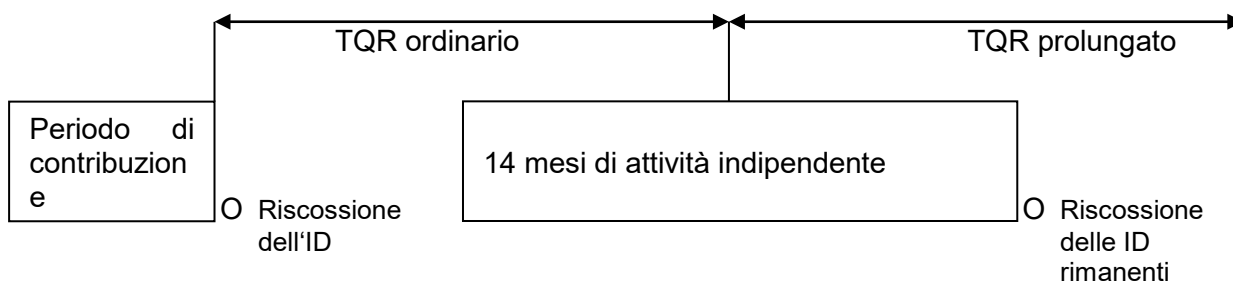 TQR ordinario
TQR prolungato
Periodo di
contribuzion
e
14 mesi di attività indipendente
O Riscossione
dell‘ID
O Riscossione
delle ID
rimanenti